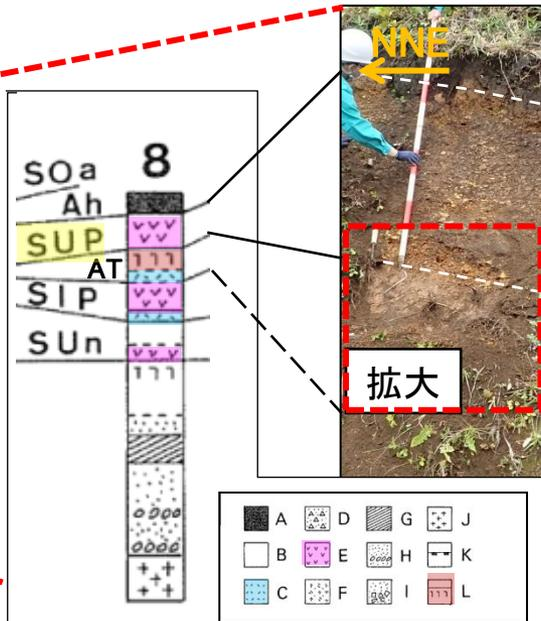 NNE
8
SOa
Ah
SUP
AT
SIP
SUn
拡大
A D G J
B E H K
C F I L